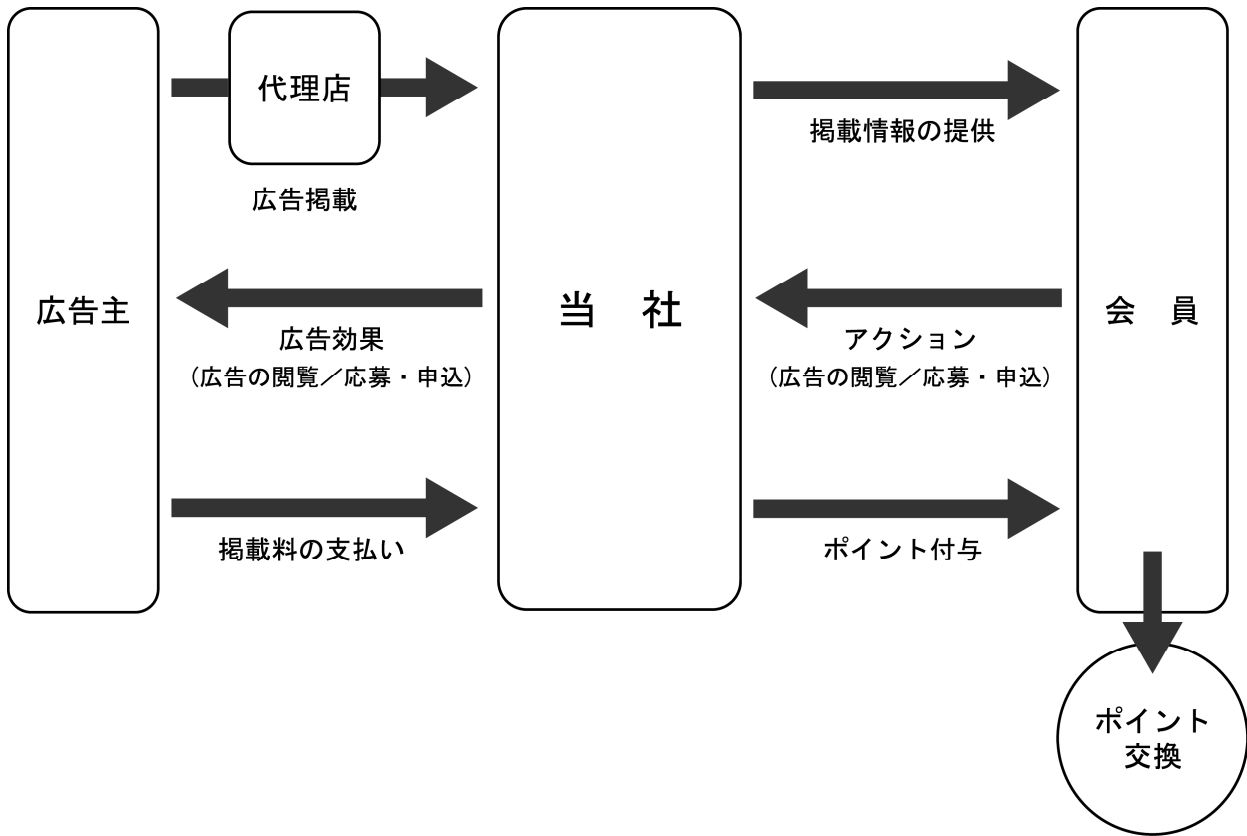 代理店
広告掲載
掲載情報の提供
広告主
当　社
会　員
広告効果
（広告の閲覧／応募・申込）
アクション
（広告の閲覧／応募・申込）
掲載料の支払い
ポイント付与
ポイント
交換